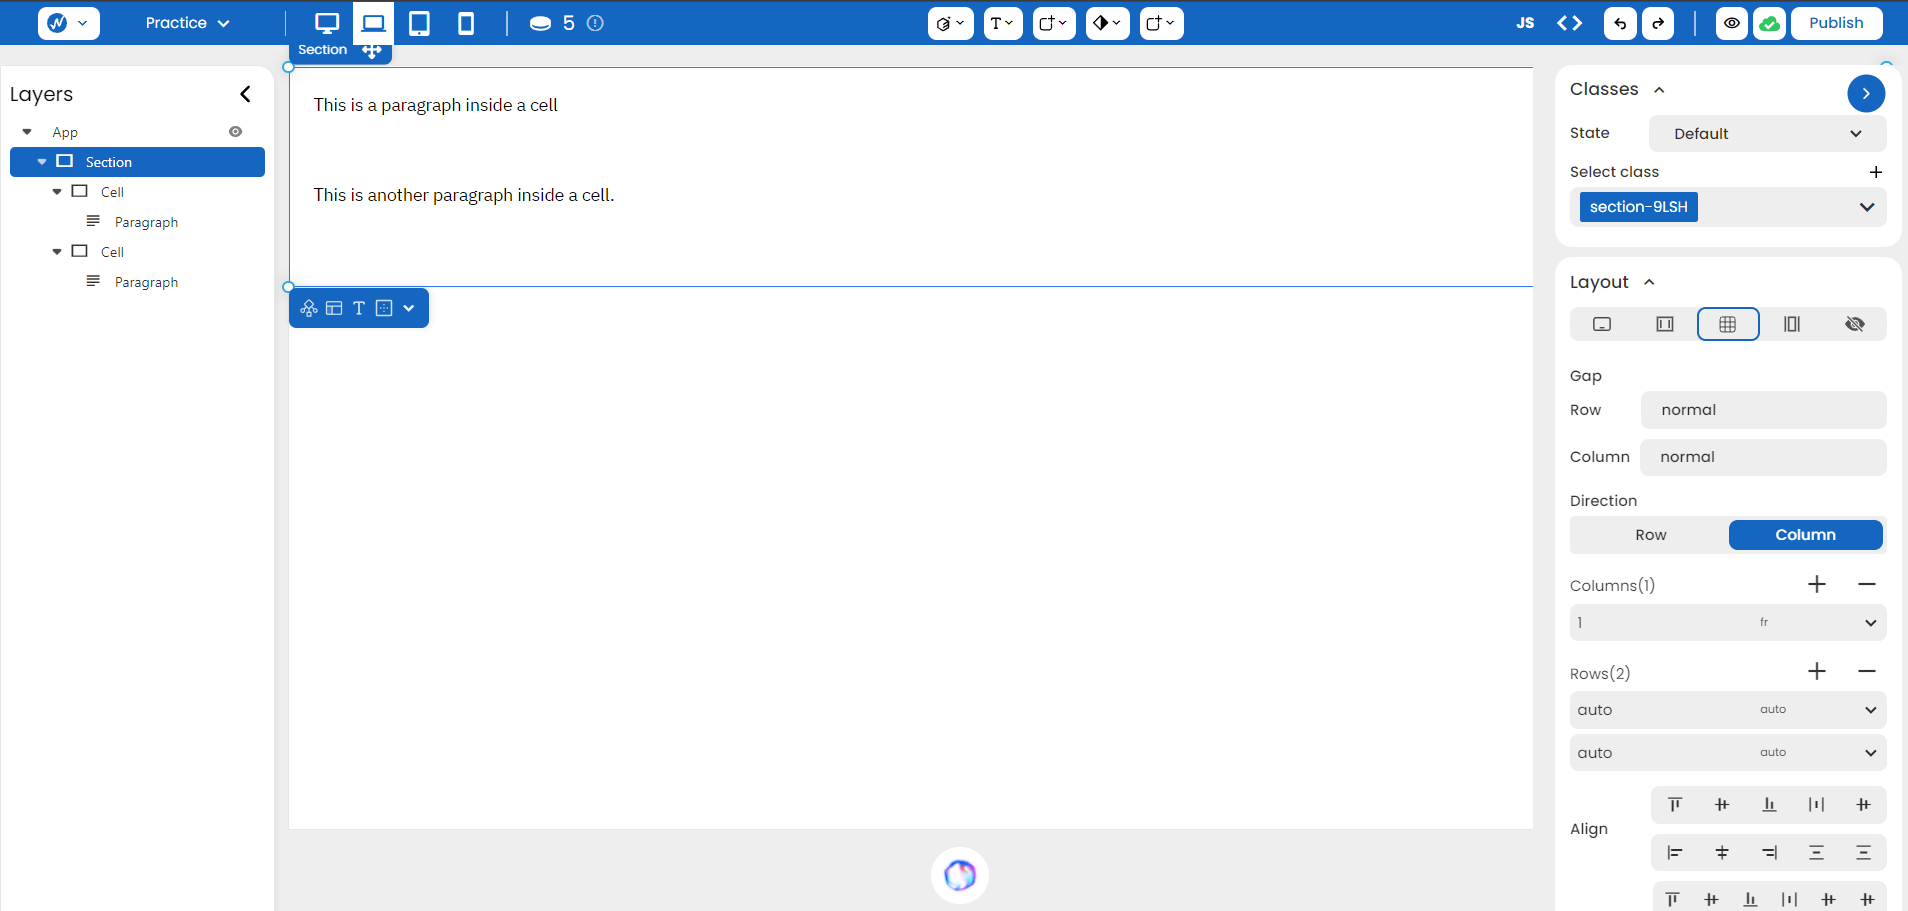 Practice
5
T
JS
Publish
Section
Layers
App
Section
Cell
Paragraph
Cell
Paragraph
This is a paragraph inside a cell
This is another paragraph inside a cell.
T
Classes
State
Default
Select class
section-9LSH
Layout
Gap
Row
normal
Column
normal
Direction
Row
Column
Columns(1)
1
fr
Rows(2)
auto
auto
auto
auto
Align